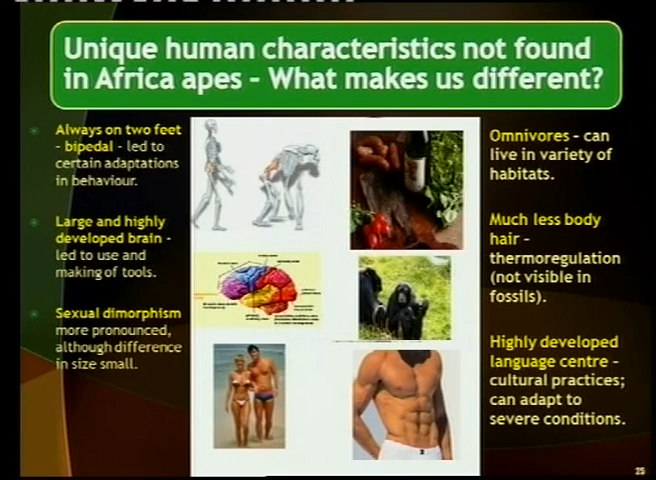 Unique human characteristics not found
in Africa apes – What makes us different?
Always on two feet
– bipedal – led to
certain adaptations
in behaviour.
Large and highly
developed brain –
led to use and
making of tools.
Sexual dimorphism
more pronounced,
although difference
in size small.
Omnivores – can
live in variety of
habitats.
Much less body
hair –
thermoregulation
(not visible in
fossils).
Highly developed
language centre –
cultural practices;
can adapt to
severe conditions.
25